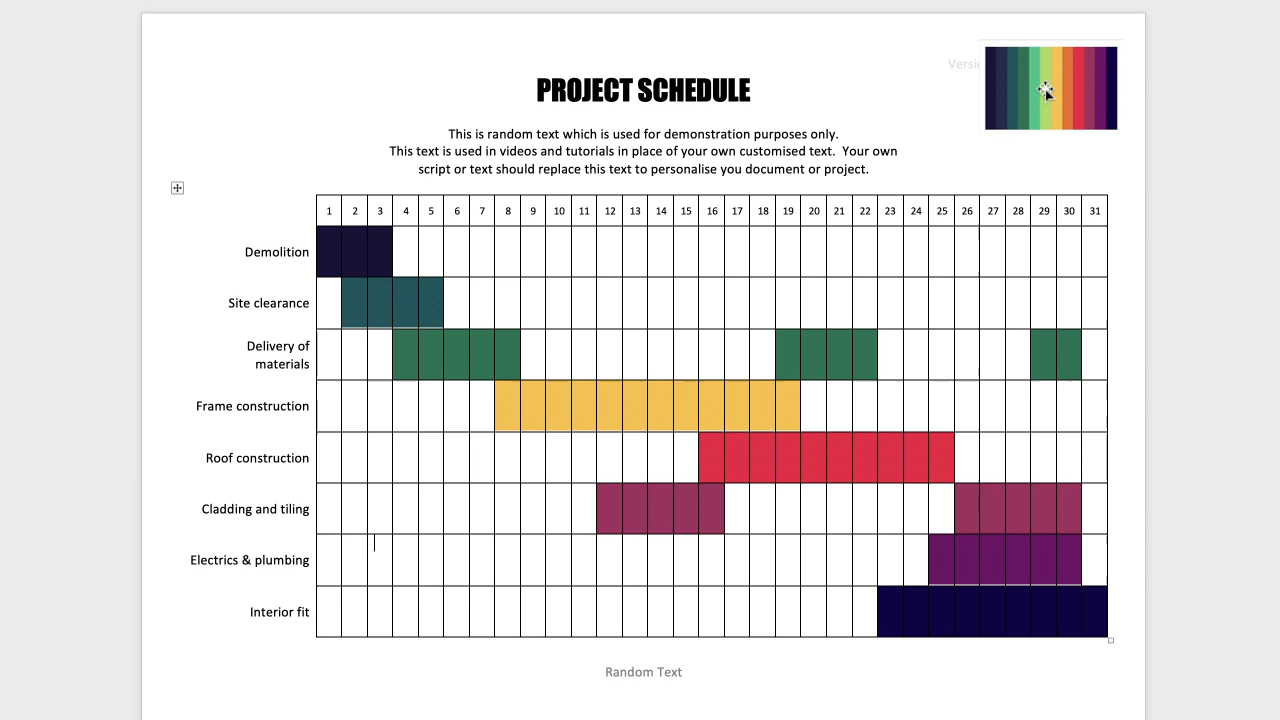 PROJECT SCHEDULE
This is random text which is used for demonstration purposes only.
This text is used in videos and tutorials in place of your own customised text.  Your own
script or text should replace this text to personalise you document or project.
1 2 3 4 5 6 7 8 9 10 11 12 13 14 15 16 17 18 19 20 21 22 23 24 25 26 27 28 29 30 31
Demolition
Site clearance
Delivery of
materials
Frame construction
Roof construction
Cladding and tiling
Electrics & plumbing
Interior fit
Random Text